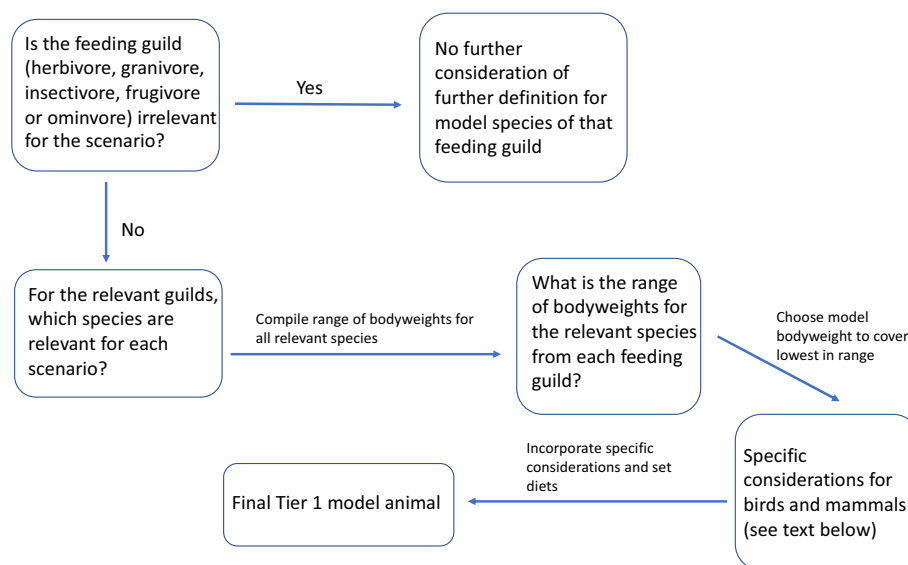 Is the feeding guild
(herbivore, granivore,
insectivore, frugivore
or ominvore) irrelevant
for the scenario?
Yes
No further
consideration of
further definition for
model species of that
feeding guild
No
For the relevant guilds,
which species are
relevant for each
scenario?
Compile range of bodyweights for
all relevant species
What is the range
of bodyweights for
the relevant species
from each feeding
guild?
Choose model
bodyweight to cover
lowest in range
Specific
considerations for
birds and mammals
(see text below)
Incorporate specific
considerations and set
diets
Final Tier 1 model animal